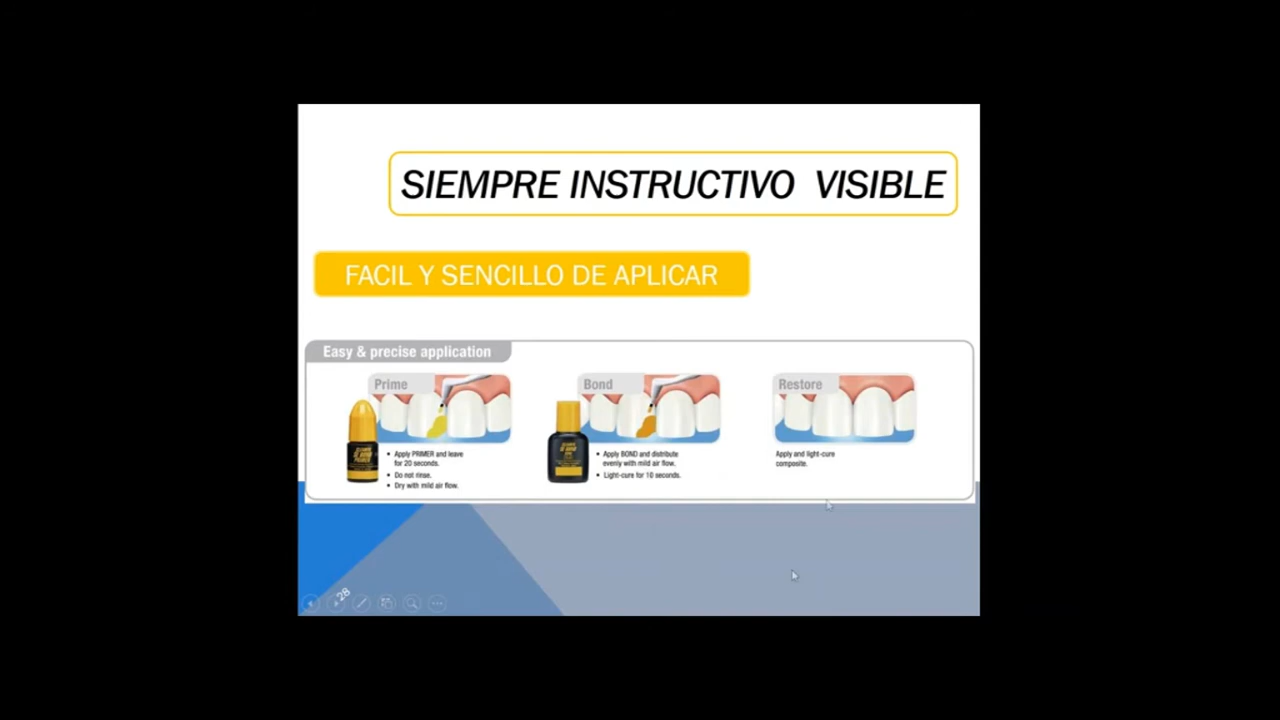 SIEMPRE INSTRUCTIVO VISIBLE
FACIL Y SENCILLO DE APLICAR
Easy & precise application
Prime
• Apply PRIMER and leave
for 20 seconds.
• Do not rinse.
• Dry with mild air flow.
Bond
• Apply BOND and distribute
evenly with mild air flow.
• Light-cure for 10 seconds.
Restore
Apply and light-cure
composite.
28